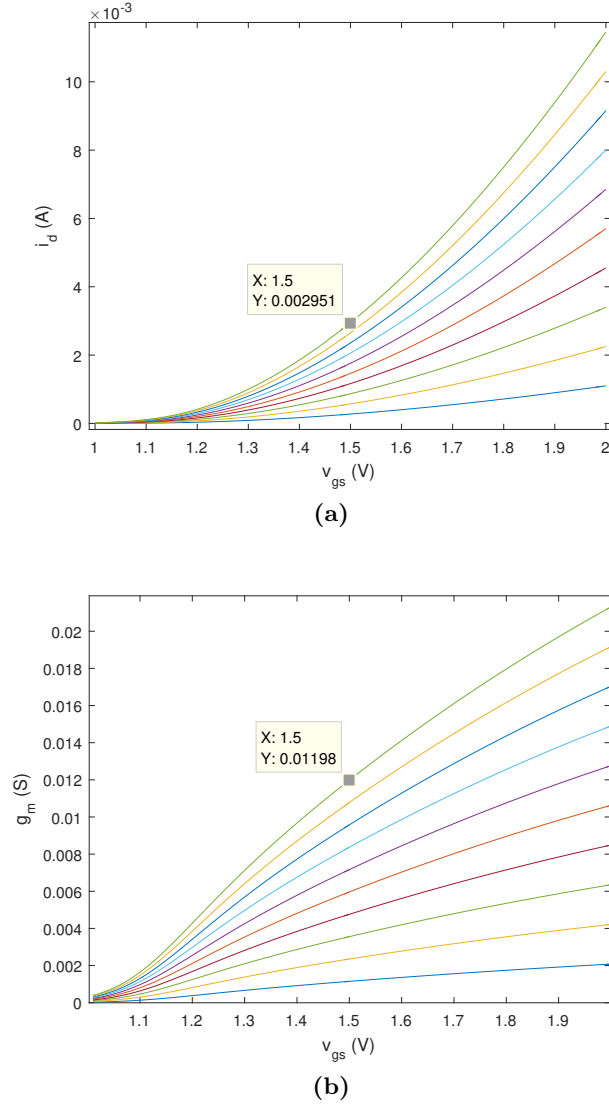 ×10⁻³
10
8
6
4
2
0
i_d (A)
X: 1.5
Y: 0.002951
1 1.1 1.2 1.3 1.4 1.5 1.6 1.7 1.8 1.9 2
v_gs (V)
(a)
0.02
0.018
0.016
0.014
0.012
0.01
0.008
0.006
0.004
0.002
0
g_m (S)
X: 1.5
Y: 0.01198
1.1 1.2 1.3 1.4 1.5 1.6 1.7 1.8 1.9
v_gs (V)
(b)